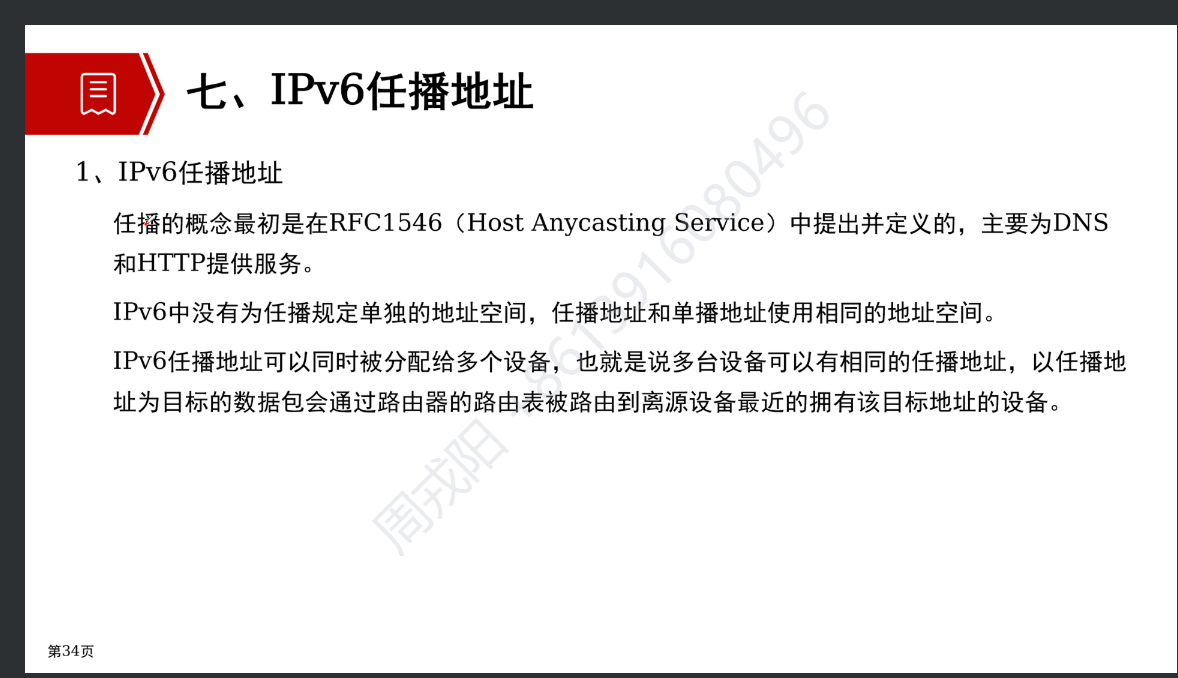 七、IPv6任播地址
1、IPv6任播地址
任播的概念最初是在RFC1546（Host Anycasting Service）中提出并定义的，主要为DNS
和HTTP提供服务。
IPv6中没有为任播规定单独的地址空间，任播地址和单播地址使用相同的地址空间。
IPv6任播地址可以同时被分配给多个设备，也就是说多台设备可以有相同的任播地址，以任播地
址为目标的数据包会通过路由器的路由表被路由到离源设备最近的拥有该目标地址的设备。
周戎阳 +8613916080496
第34页